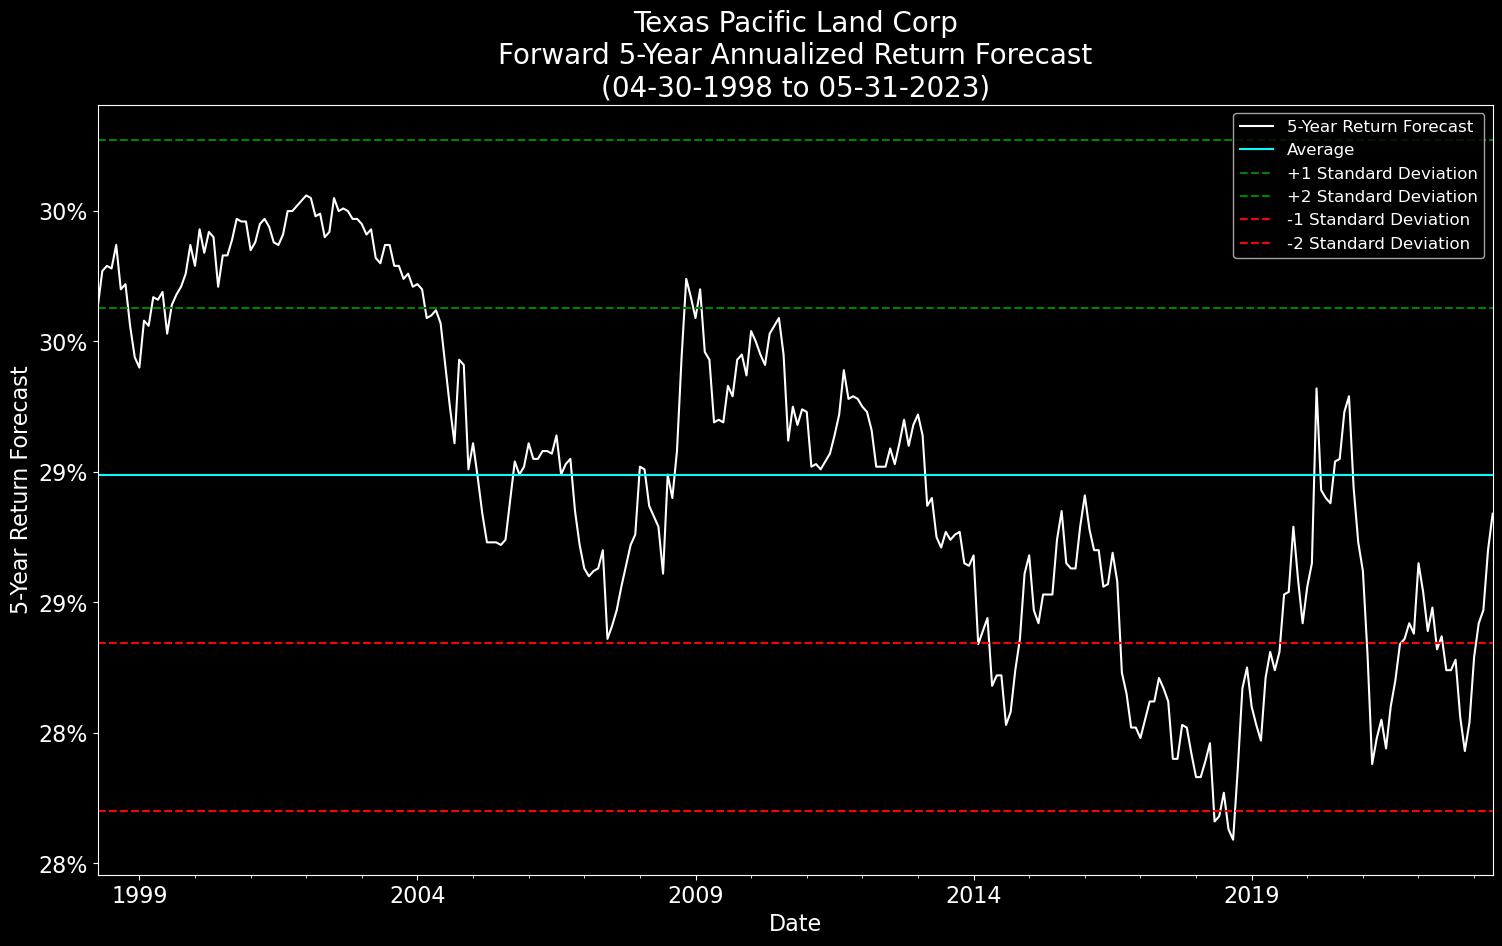 Texas Pacific Land Corp
Forward 5-Year Annualized Return Forecast
(04-30-1998 to 05-31-2023)
5-Year Return Forecast
Average
+1 Standard Deviation
+2 Standard Deviation
-1 Standard Deviation
-2 Standard Deviation
5-Year Return Forecast
30%
30%
29%
29%
28%
28%
1999
2004
2009
2014
2019
Date